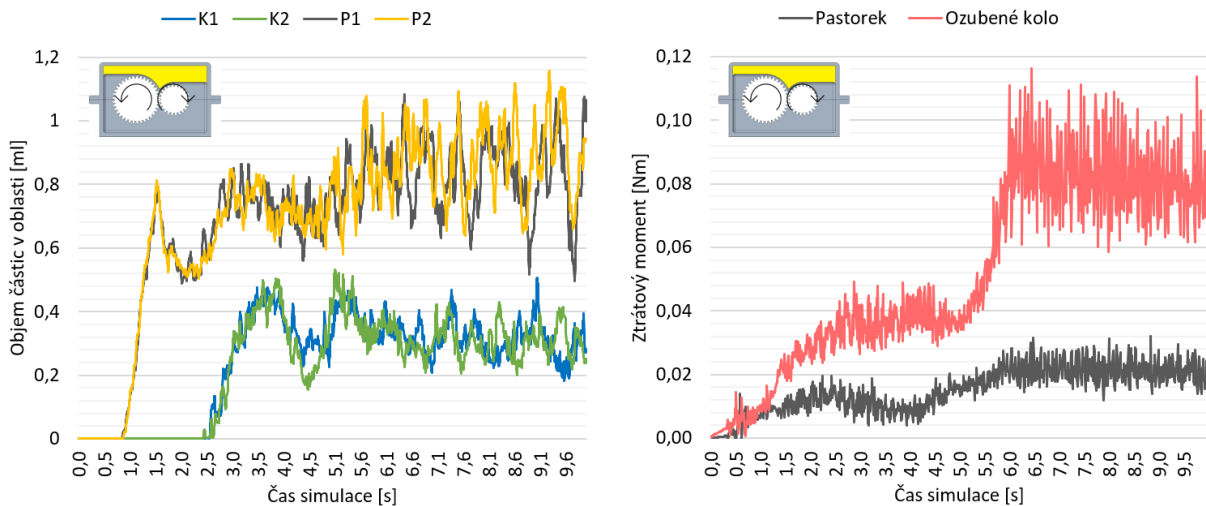 K1 K2 P1 P2
Objem částic v oblasti [ml]
1,2
1
0,8
0,6
0,4
0,2
0
0,0 0,5 1,0 1,5 2,0 2,5 3,0 3,5 4,0 4,5 5,0 5,6 6,1 6,6 7,1 7,6 8,1 8,6 9,1 9,6
Čas simulace [s]
Pastorek Ozubené kolo
Ztrátový moment [Nm]
0,12
0,10
0,08
0,06
0,04
0,02
0,00
0,0 0,5 1,0 1,5 2,0 2,5 3,0 3,5 4,0 4,5 5,0 5,5 6,0 6,5 7,0 7,5 8,0 8,5 9,0 9,5
Čas simulace [s]